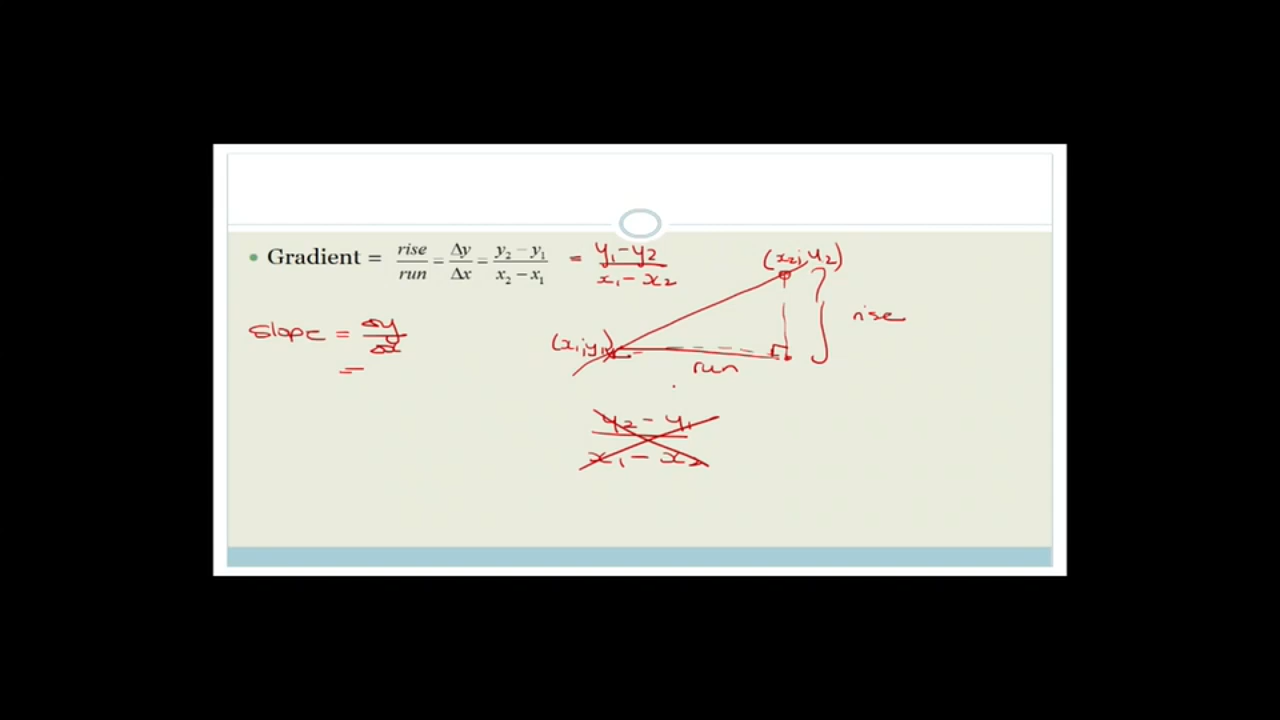 Gradient = rise/run = Δy/Δx = y₂ − y₁/x₂ − x₁ = y₁ − y₂/x₁ − x₂
(x₂; y₂)
rise
slope = Δy/Δx
=
(x₁; y₁)
run
y₂ − y₁/x₁ − x₂